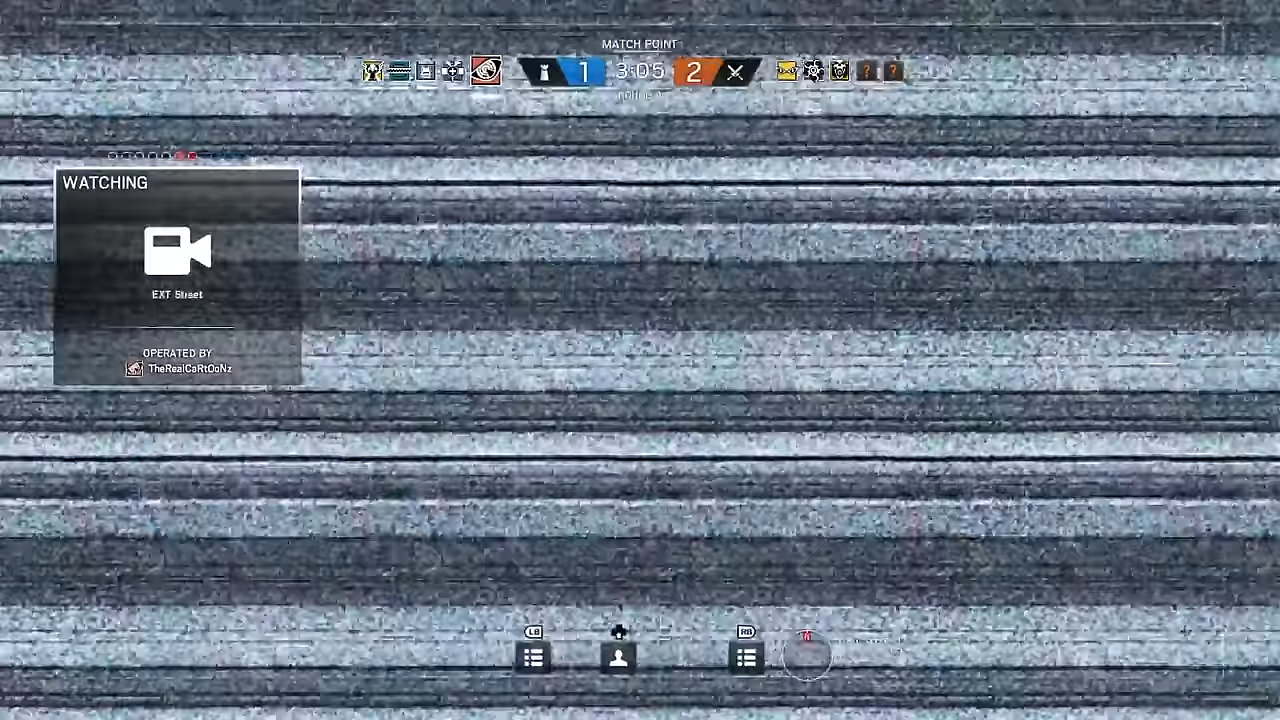 MATCH POINT
1 3:05 2
? ?
WATCHING
EXT Street
OPERATED BY
TheRealCaRtOoNz
LB RB
N